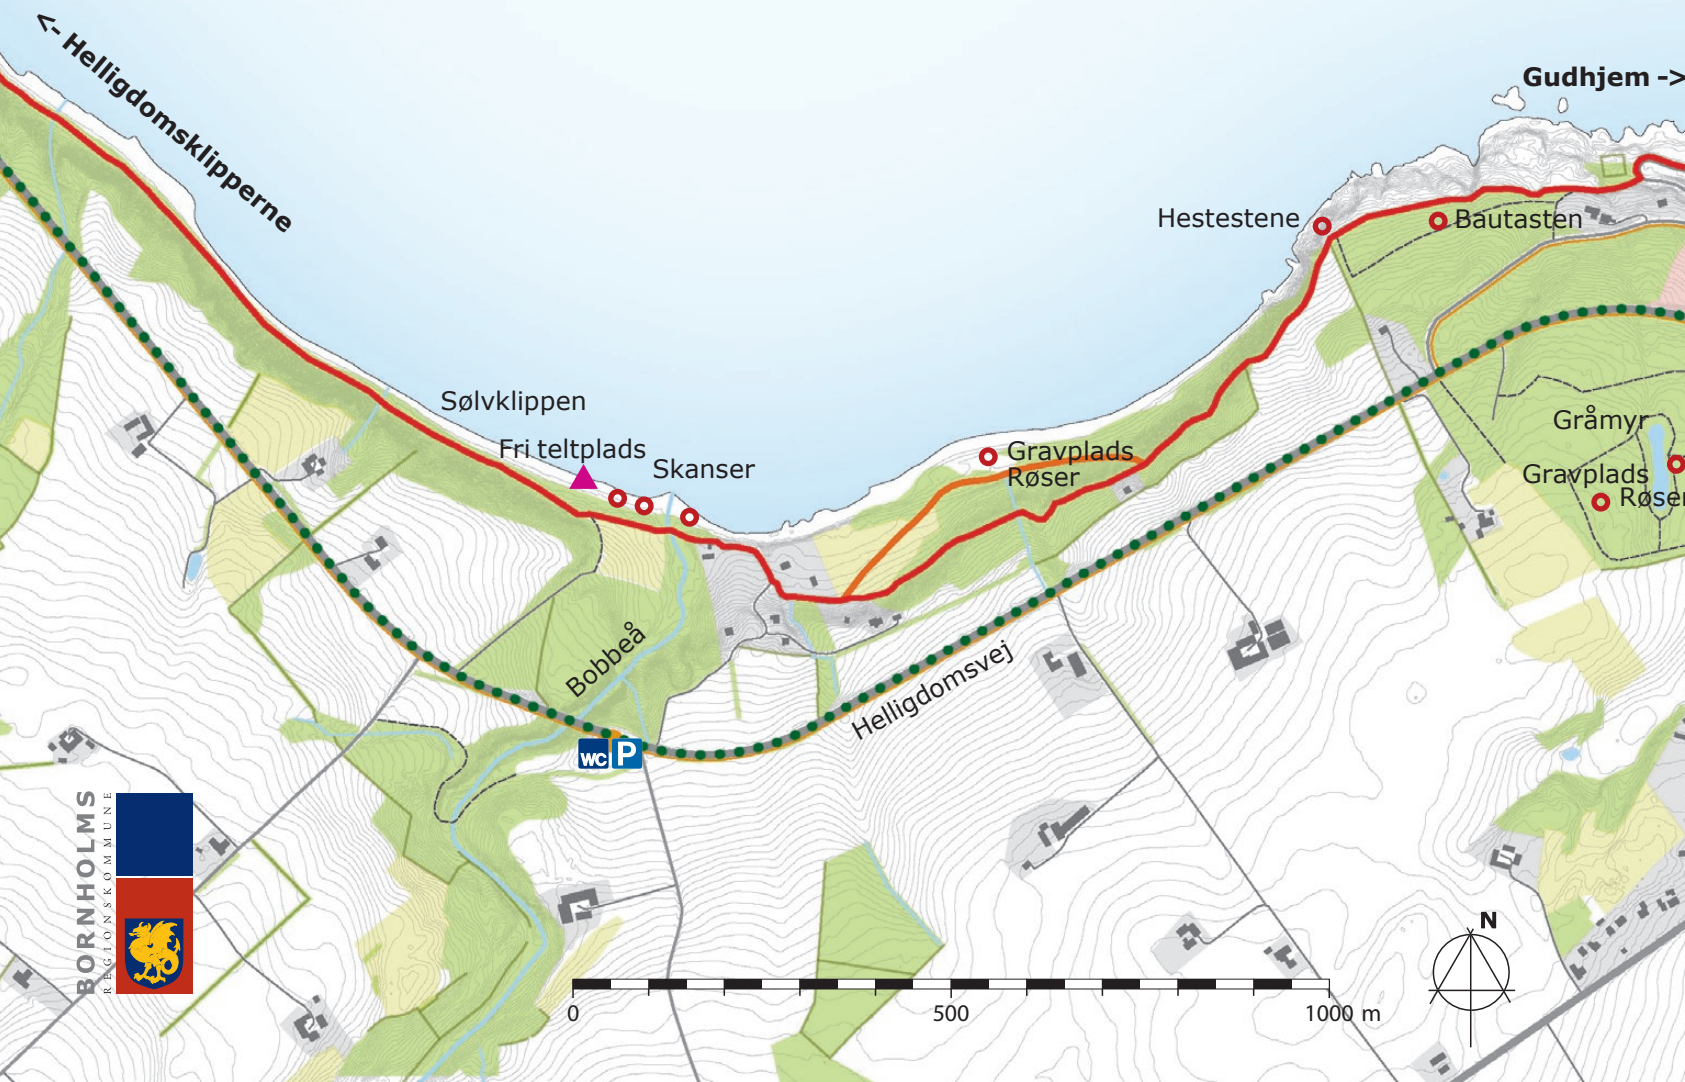 <- Helligdomsklipperne
Gudhjem ->
Hestestene
Bautasten
Sølvklippen
Fri teltplads
Skanser
Gravplads
Røser
Gråmyr
Gravplads
Røser
Bobbeå
Helligdomsvej
WC P
BORNHOLMS
REGIONSKOMMUNE
N
0 500 1000 m